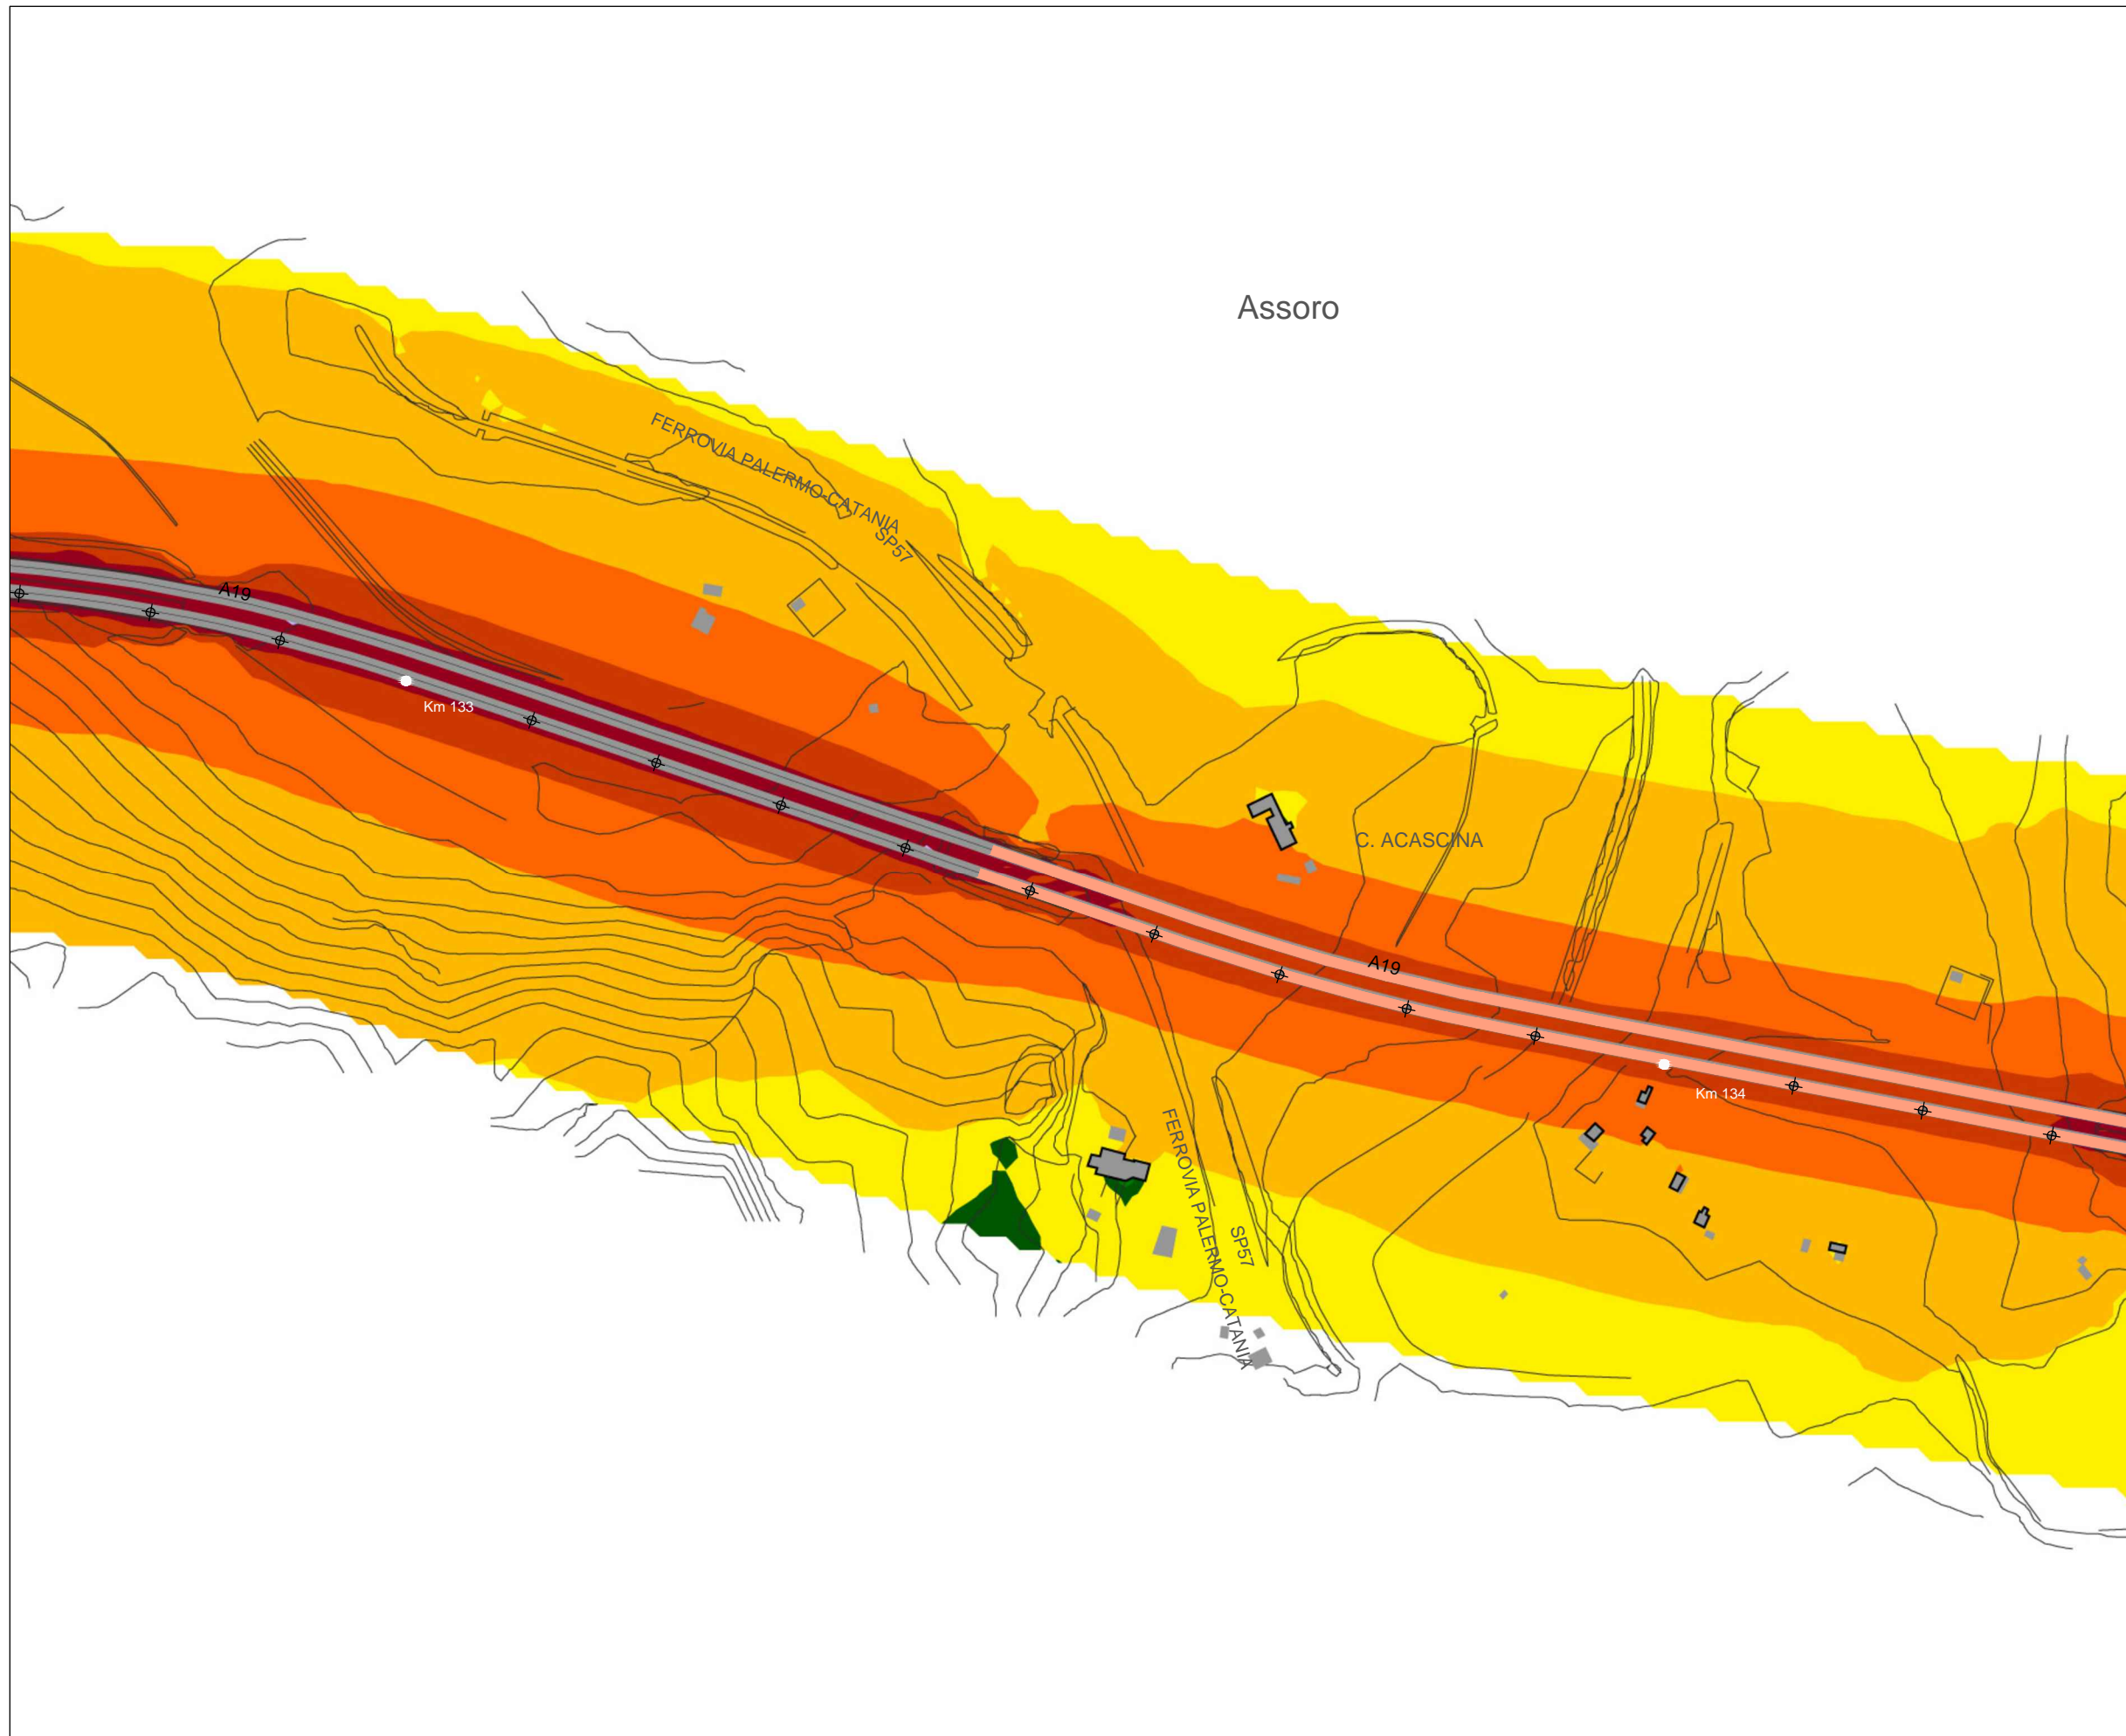 Assoro
FERROVIA PALERMO-CATANIA
SP57
A19
Km 133
C. ACASCINA
A19
Km 134
FERROVIA PALERMO-CATANIA
SP57